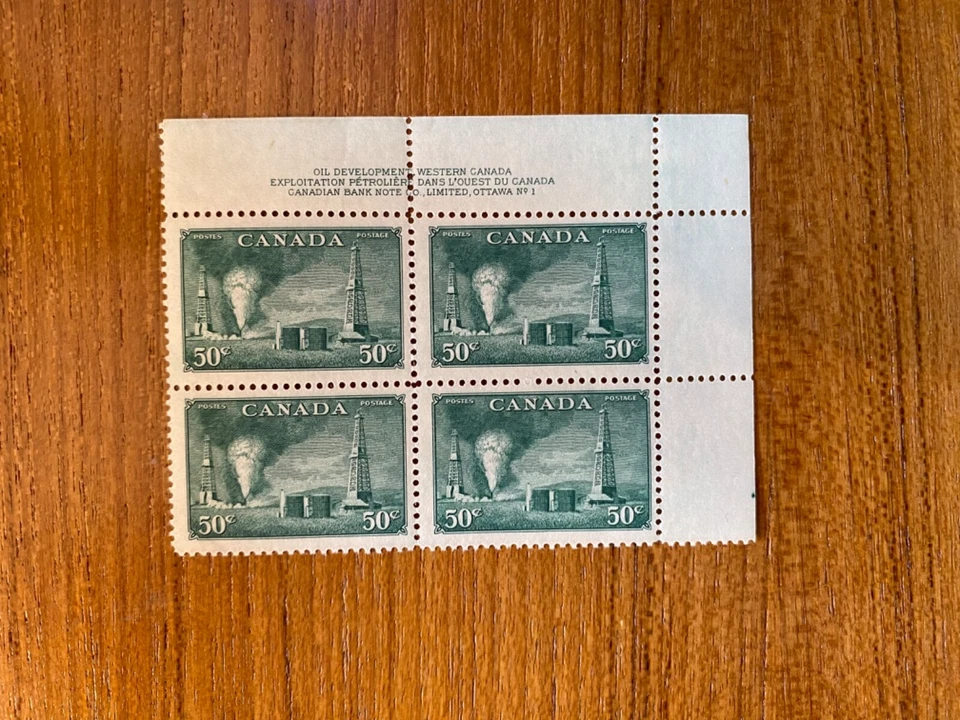 OIL DEVELOPMENT, WESTERN CANADA
EXPLOITATION PÉTROLIÈRE DANS L'OUEST DU CANADA
CANADIAN BANK NOTE CO., LIMITED, OTTAWA Nº 1
POSTES CANADA POSTAGE
50¢ 50¢
POSTES CANADA POSTAGE
50¢ 50¢
POSTES CANADA POSTAGE
50¢ 50¢
POSTES CANADA POSTAGE
50¢ 50¢